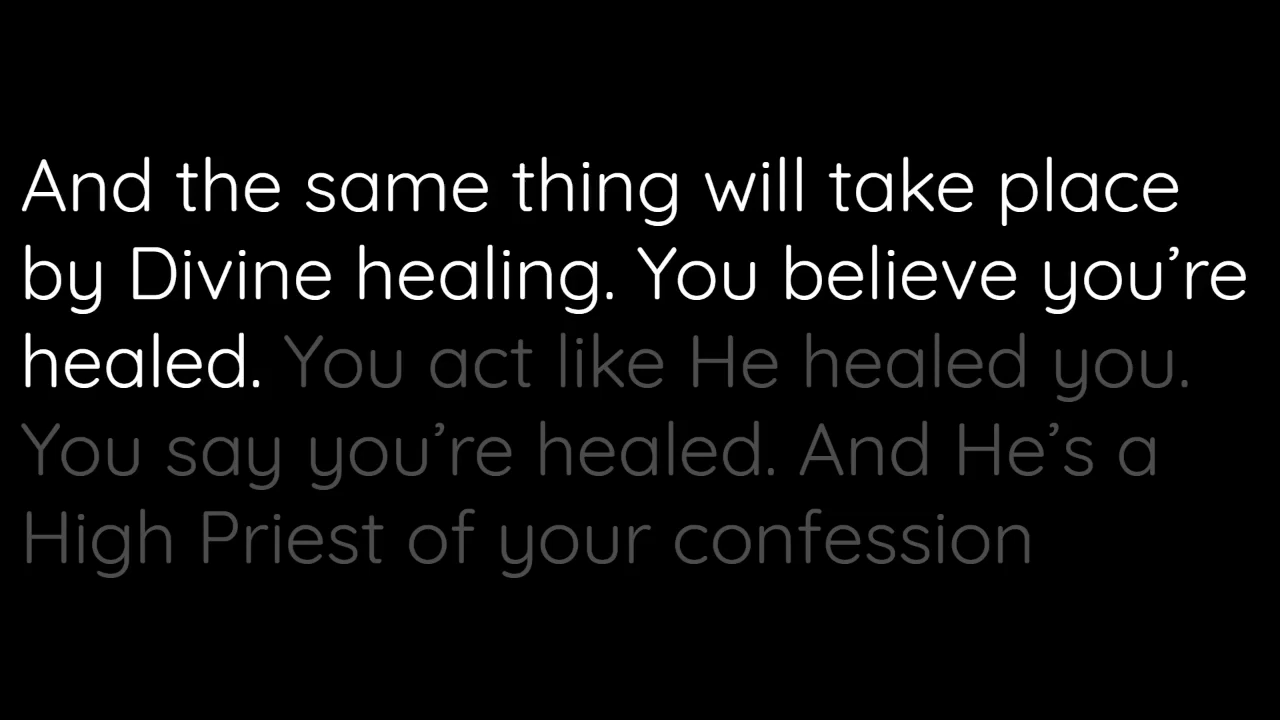 And the same thing will take place
by Divine healing. You believe you’re
healed. You act like He healed you.
You say you’re healed. And He’s a
High Priest of your confession